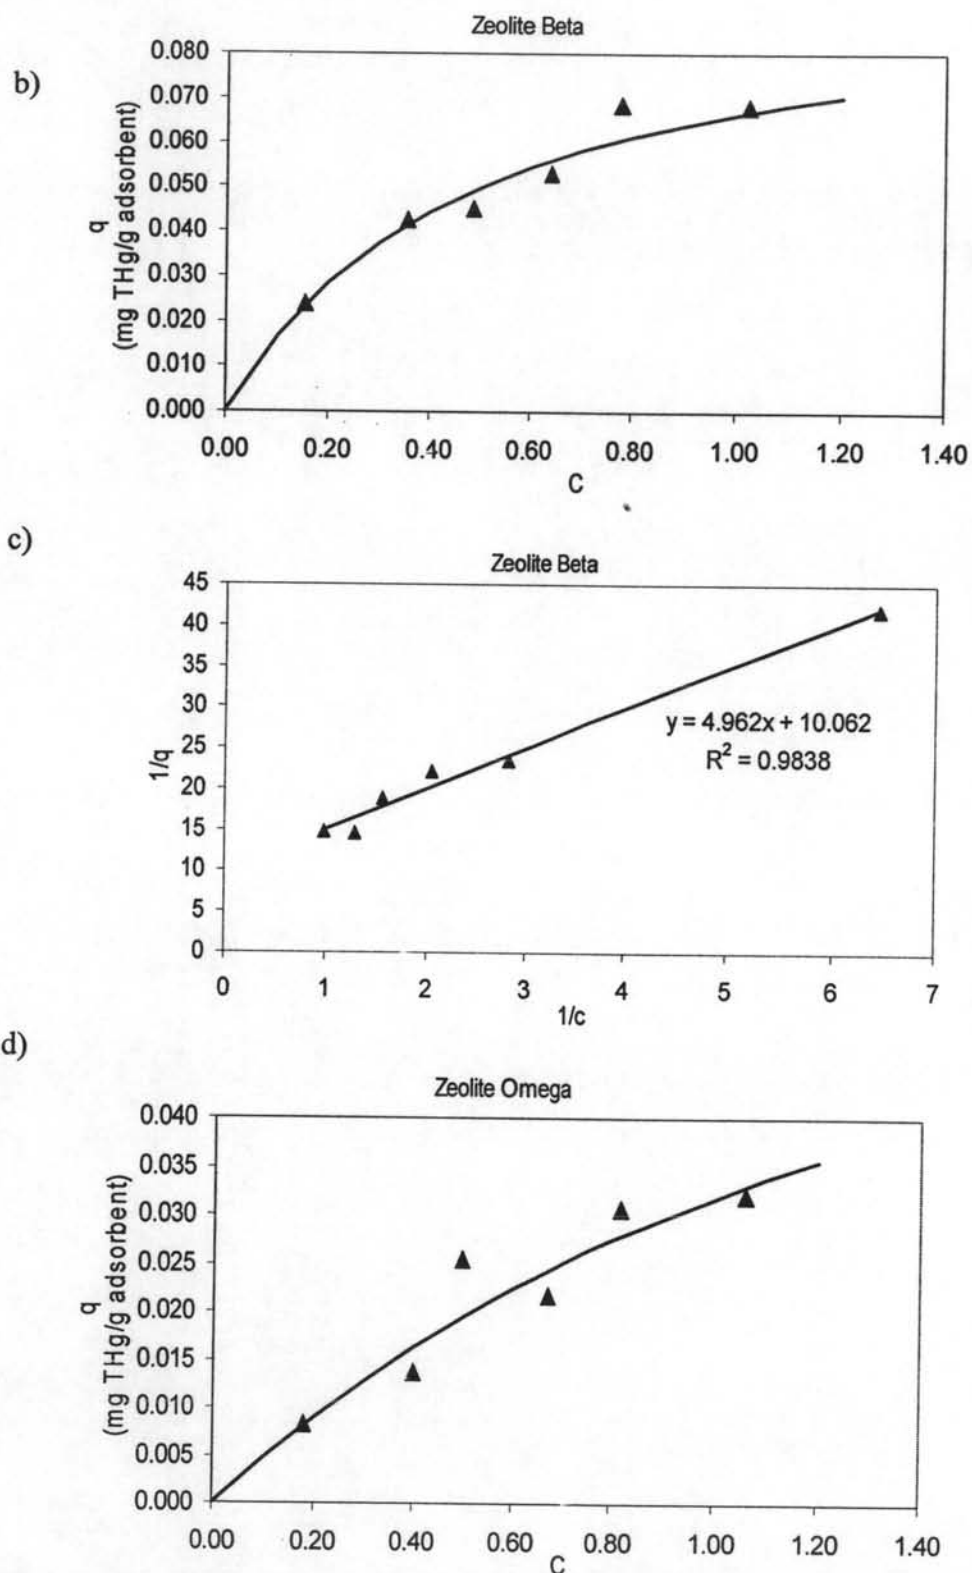 b)
Zeolite Beta
q
(mg THg/g adsorbent)
0.080
0.070
0.060
0.050
0.040
0.030
0.020
0.010
0.000
0.00 0.20 0.40 0.60 0.80 1.00 1.20 1.40
C
c)
Zeolite Beta
1/q
45
40
35
30
25
20
15
10
5
0
y = 4.962x + 10.062
R² = 0.9838
0 1 2 3 4 5 6 7
1/c
d)
Zeolite Omega
q
(mg THg/g adsorbent)
0.040
0.035
0.030
0.025
0.020
0.015
0.010
0.005
0.000
0.00 0.20 0.40 0.60 0.80 1.00 1.20 1.40
C